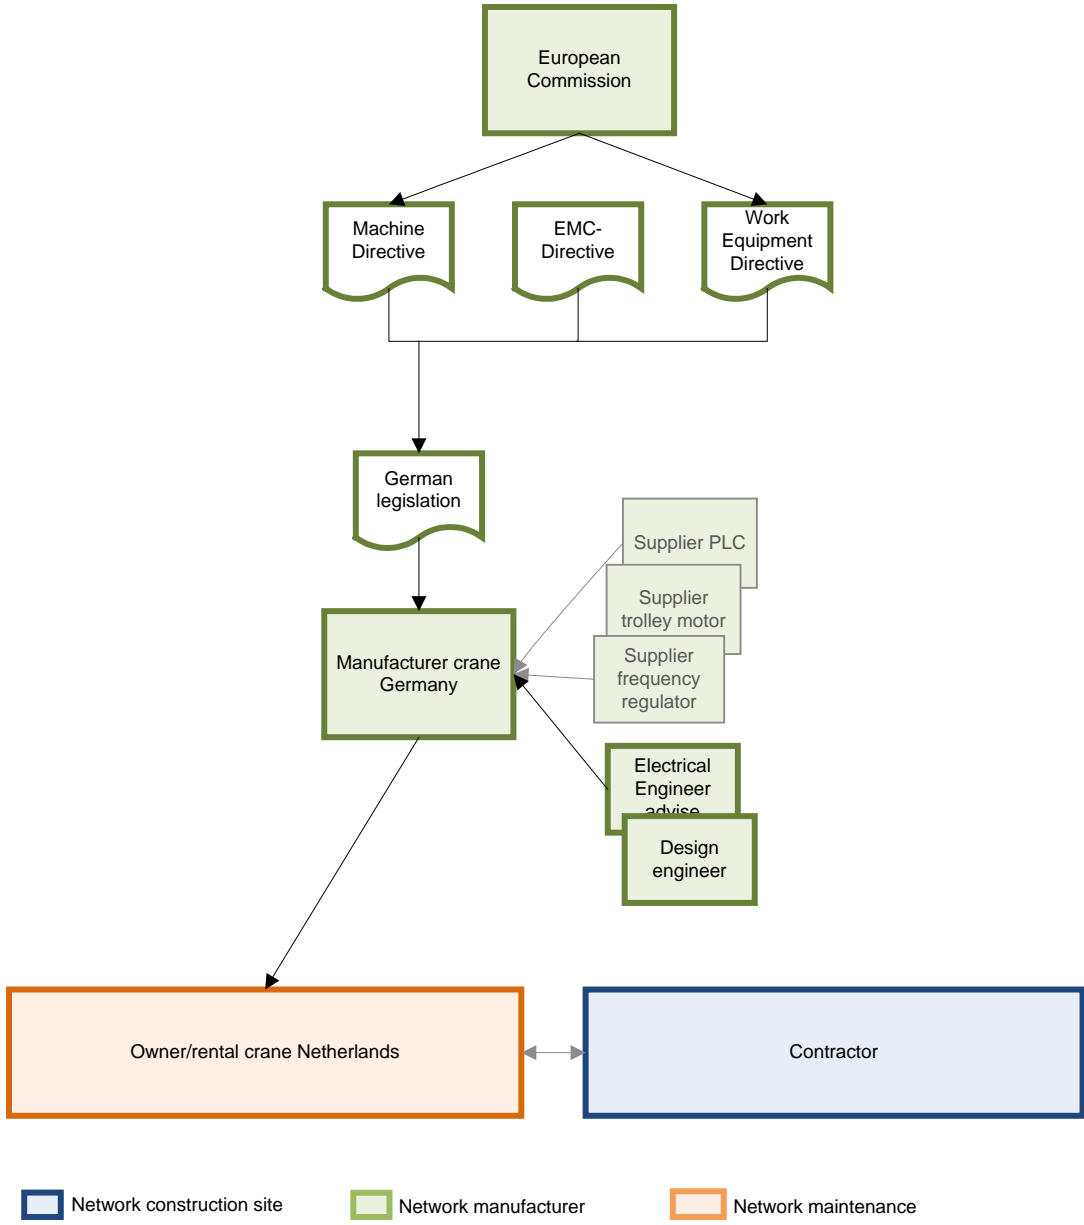 European
Commission
Machine
Directive
EMC-
Directive
Work
Equipment
Directive
German
legislation
Supplier PLC
Supplier
trolley motor
Supplier
frequency
regulator
Manufacturer crane
Germany
Electrical
Engineer
advise
Design
engineer
Owner/rental crane Netherlands
Contractor
Network construction site
Network manufacturer
Network maintenance